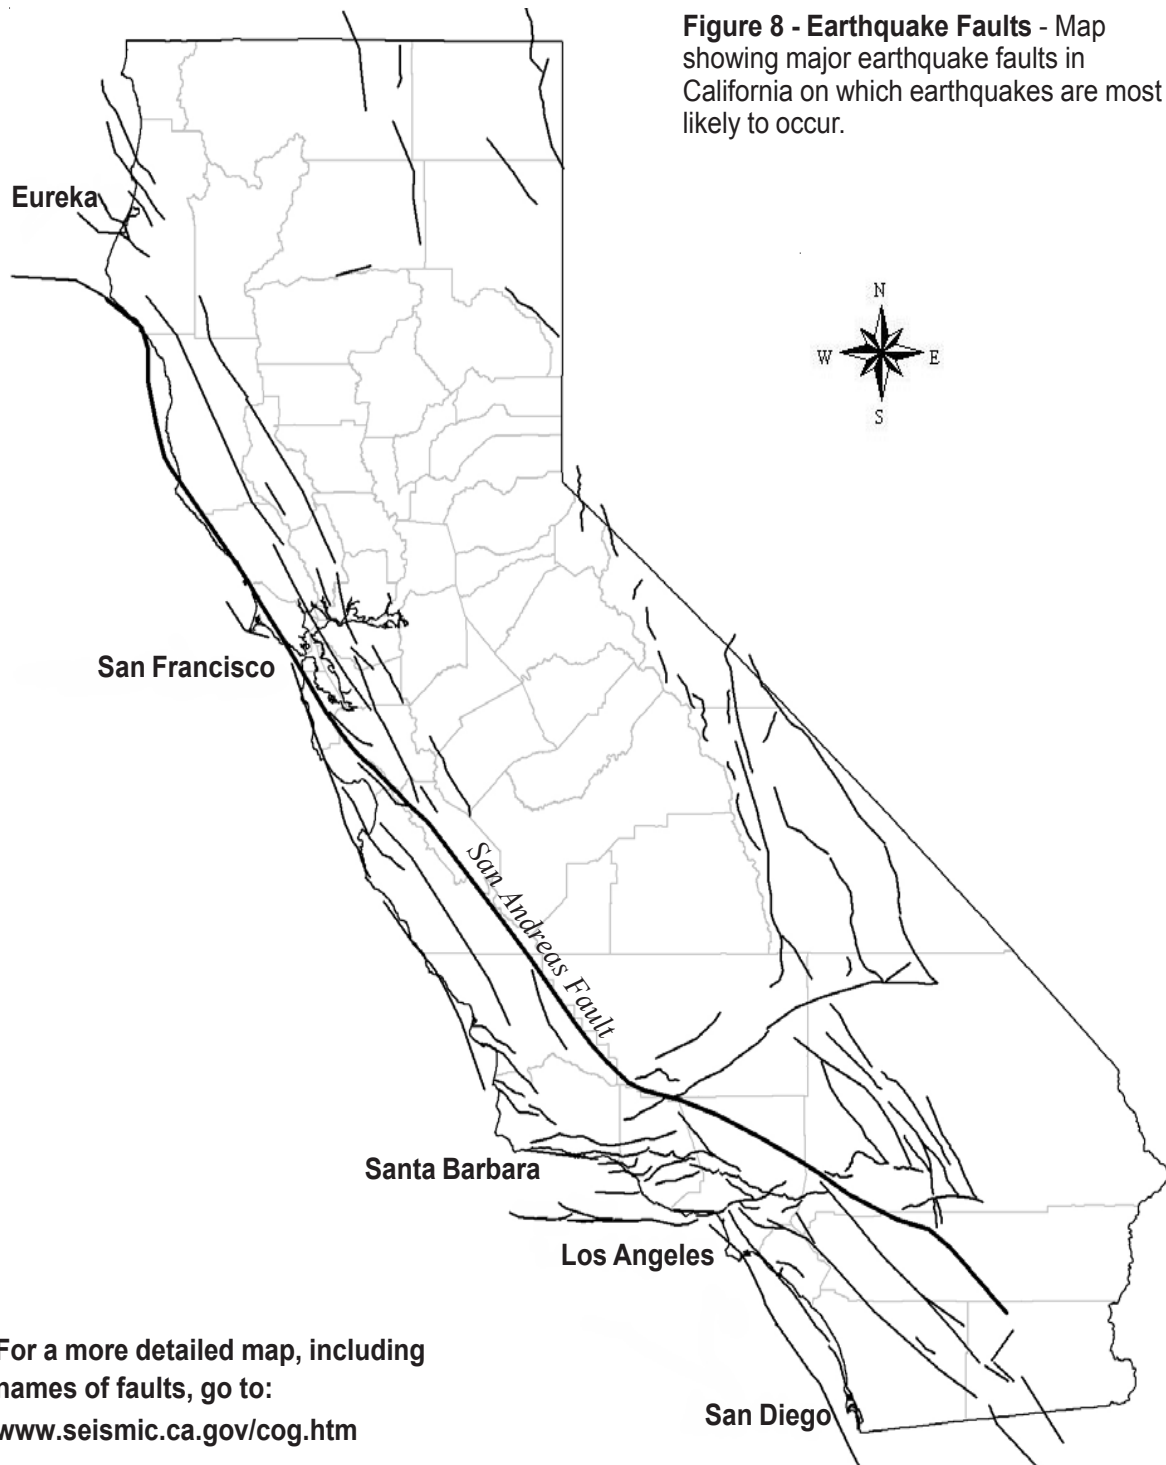 Figure 8 - Earthquake Faults - Map
showing major earthquake faults in
California on which earthquakes are most
likely to occur.
Eureka
N
W
E
S
San Francisco
San Andreas Fault
Santa Barbara
Los Angeles
For a more detailed map, including
names of faults, go to:
www.seismic.ca.gov/cog.htm
San Diego